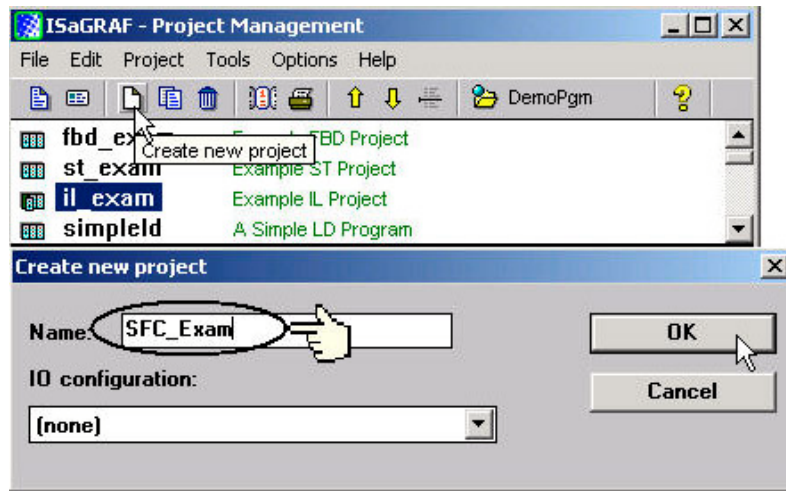 ISaGRAF - Project Management
File Edit Project Tools Options Help
DemoPgm
Create new project
Example FBD Project
st_exam Example ST Project
il_exam Example IL Project
simpleld A Simple LD Program
Create new project
Name: SFC_Exam
OK
IO configuration:
Cancel
(none)